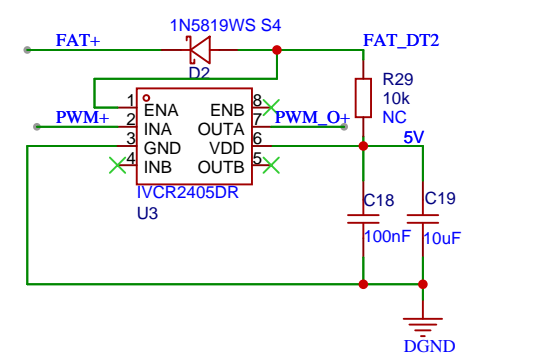 1N5819WS S4
FAT+
FAT_DT2
D2
R29
10k
NC
1
ENA
ENB
8
PWM+
2
INA
OUTA
7
PWM_O+
3
GND
VDD
6
5V
4
INB
OUTB
5
IVCR2405DR
U3
C18
C19
100nF
10uF
DGND